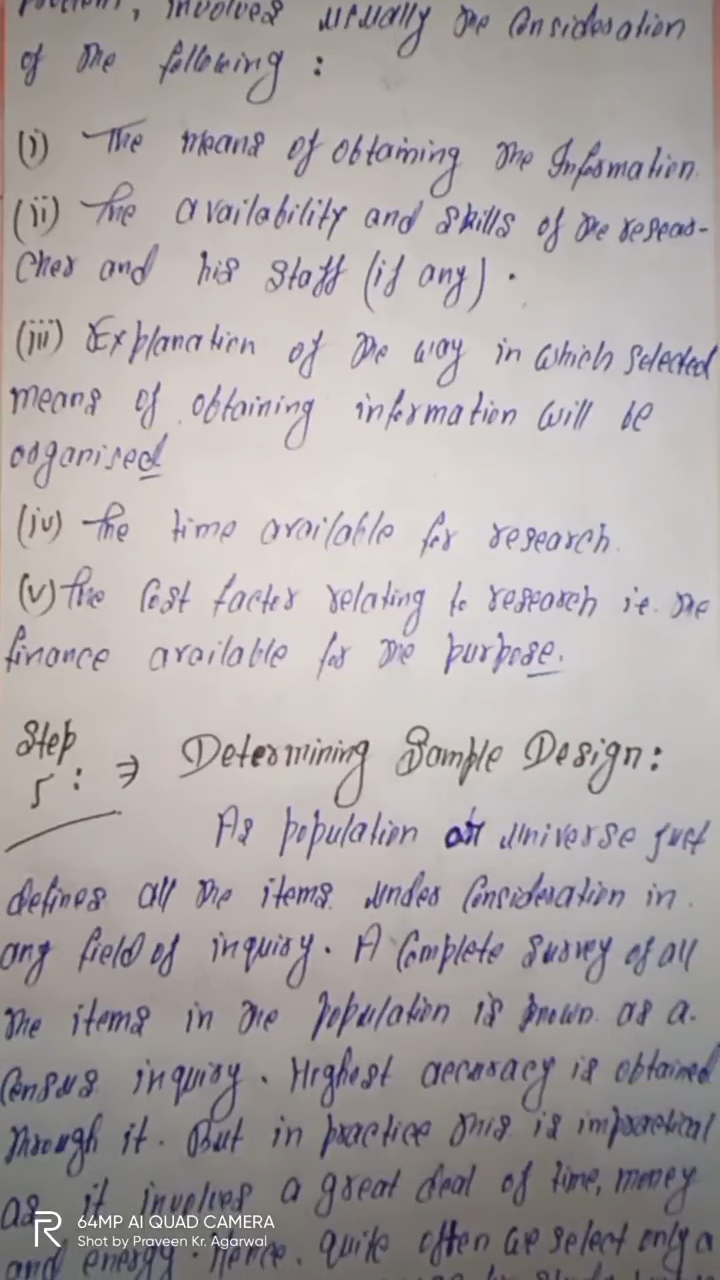 problem, involves usually the consideration
of the following :
(i) The means of obtaining the Information.
(ii) The availability and skills of the resear-
cher and his staff (if any).
(iii) Explanation of the way in which selected
means of obtaining information will be
organised
(iv) The time available for research.
(v) The Cost factor relating to research i.e. the
finance available for the purpose.
Step
5 : ⇒ Determining Sample Design :
As population or universe just
defines all the items under consideration in
any field of inquiry. A Complete survey of all
the items in the population is known as a
Census inquiry. Highest accuracy is obtained
through it. But in practice this is impractical
as it involves a great deal of time, money
and energy. Hence, quite often we select only a
64MP AI QUAD CAMERA
Shot by Praveen Kr. Agarwal